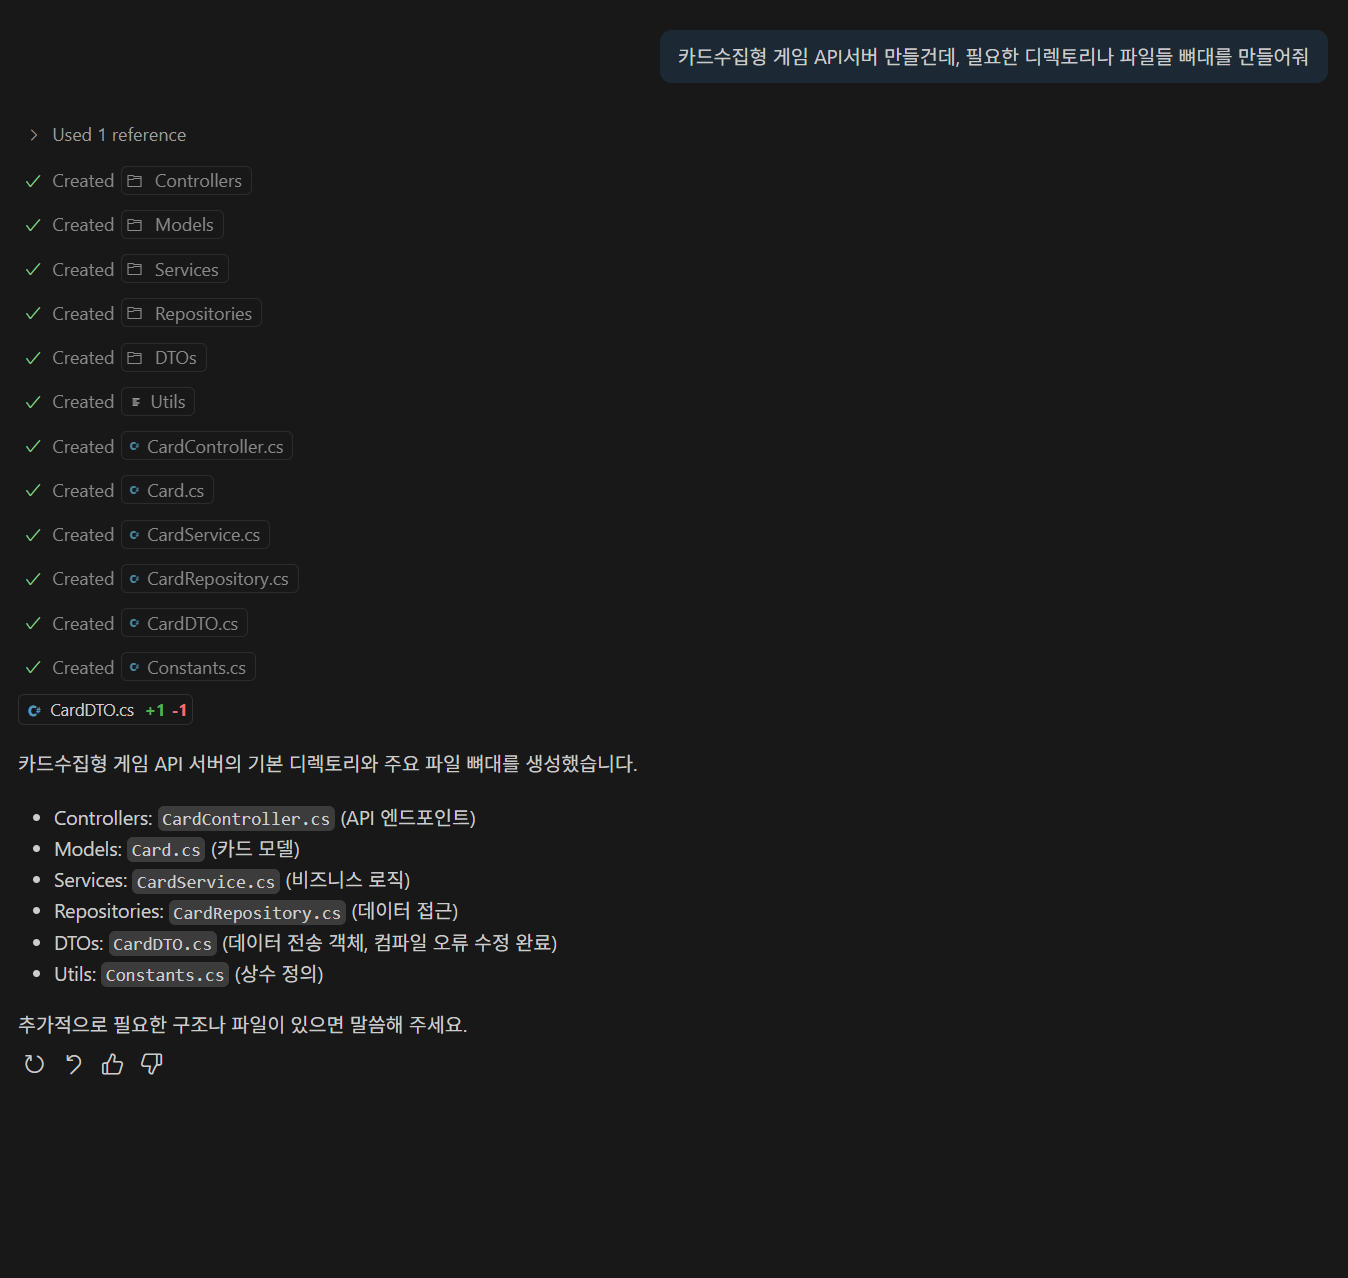 카드수집형 게임 API서버 만들건데, 필요한 디렉토리나 파일들 뼈대를 만들어줘
Used 1 reference
Created Controllers
Created Models
Created Services
Created Repositories
Created DTOs
Created Utils
Created CardController.cs
Created Card.cs
Created CardService.cs
Created CardRepository.cs
Created CardDTO.cs
Created Constants.cs
CardDTO.cs +1 -1
카드수집형 게임 API 서버의 기본 디렉토리와 주요 파일 뼈대를 생성했습니다.
Controllers: CardController.cs (API 엔드포인트)
Models: Card.cs (카드 모델)
Services: CardService.cs (비즈니스 로직)
Repositories: CardRepository.cs (데이터 접근)
DTOs: CardDTO.cs (데이터 전송 객체, 컴파일 오류 수정 완료)
Utils: Constants.cs (상수 정의)
추가적으로 필요한 구조나 파일이 있으면 말씀해 주세요.